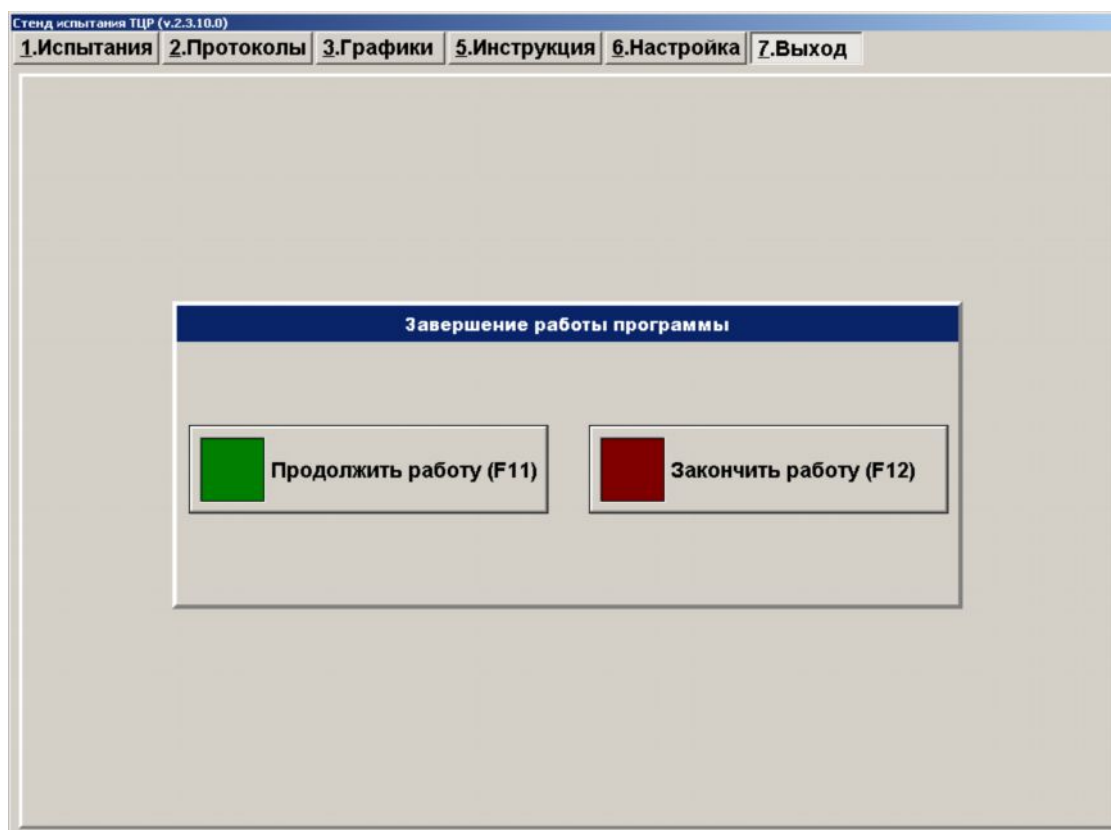 Стенд испытания ТЦР (v.2.3.10.0)
1.Испытания 2.Протоколы 3.Графики 5.Инструкция 6.Настройка 7.Выход
Завершение работы программы
Продолжить работу (F11) Закончить работу (F12)